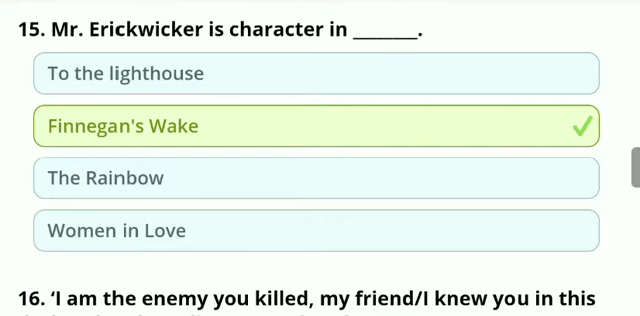 15. Mr. Erickwicker is character in ________.
To the lighthouse
Finnegan's Wake
The Rainbow
Women in Love
16. ‘I am the enemy you killed, my friend/I knew you in this